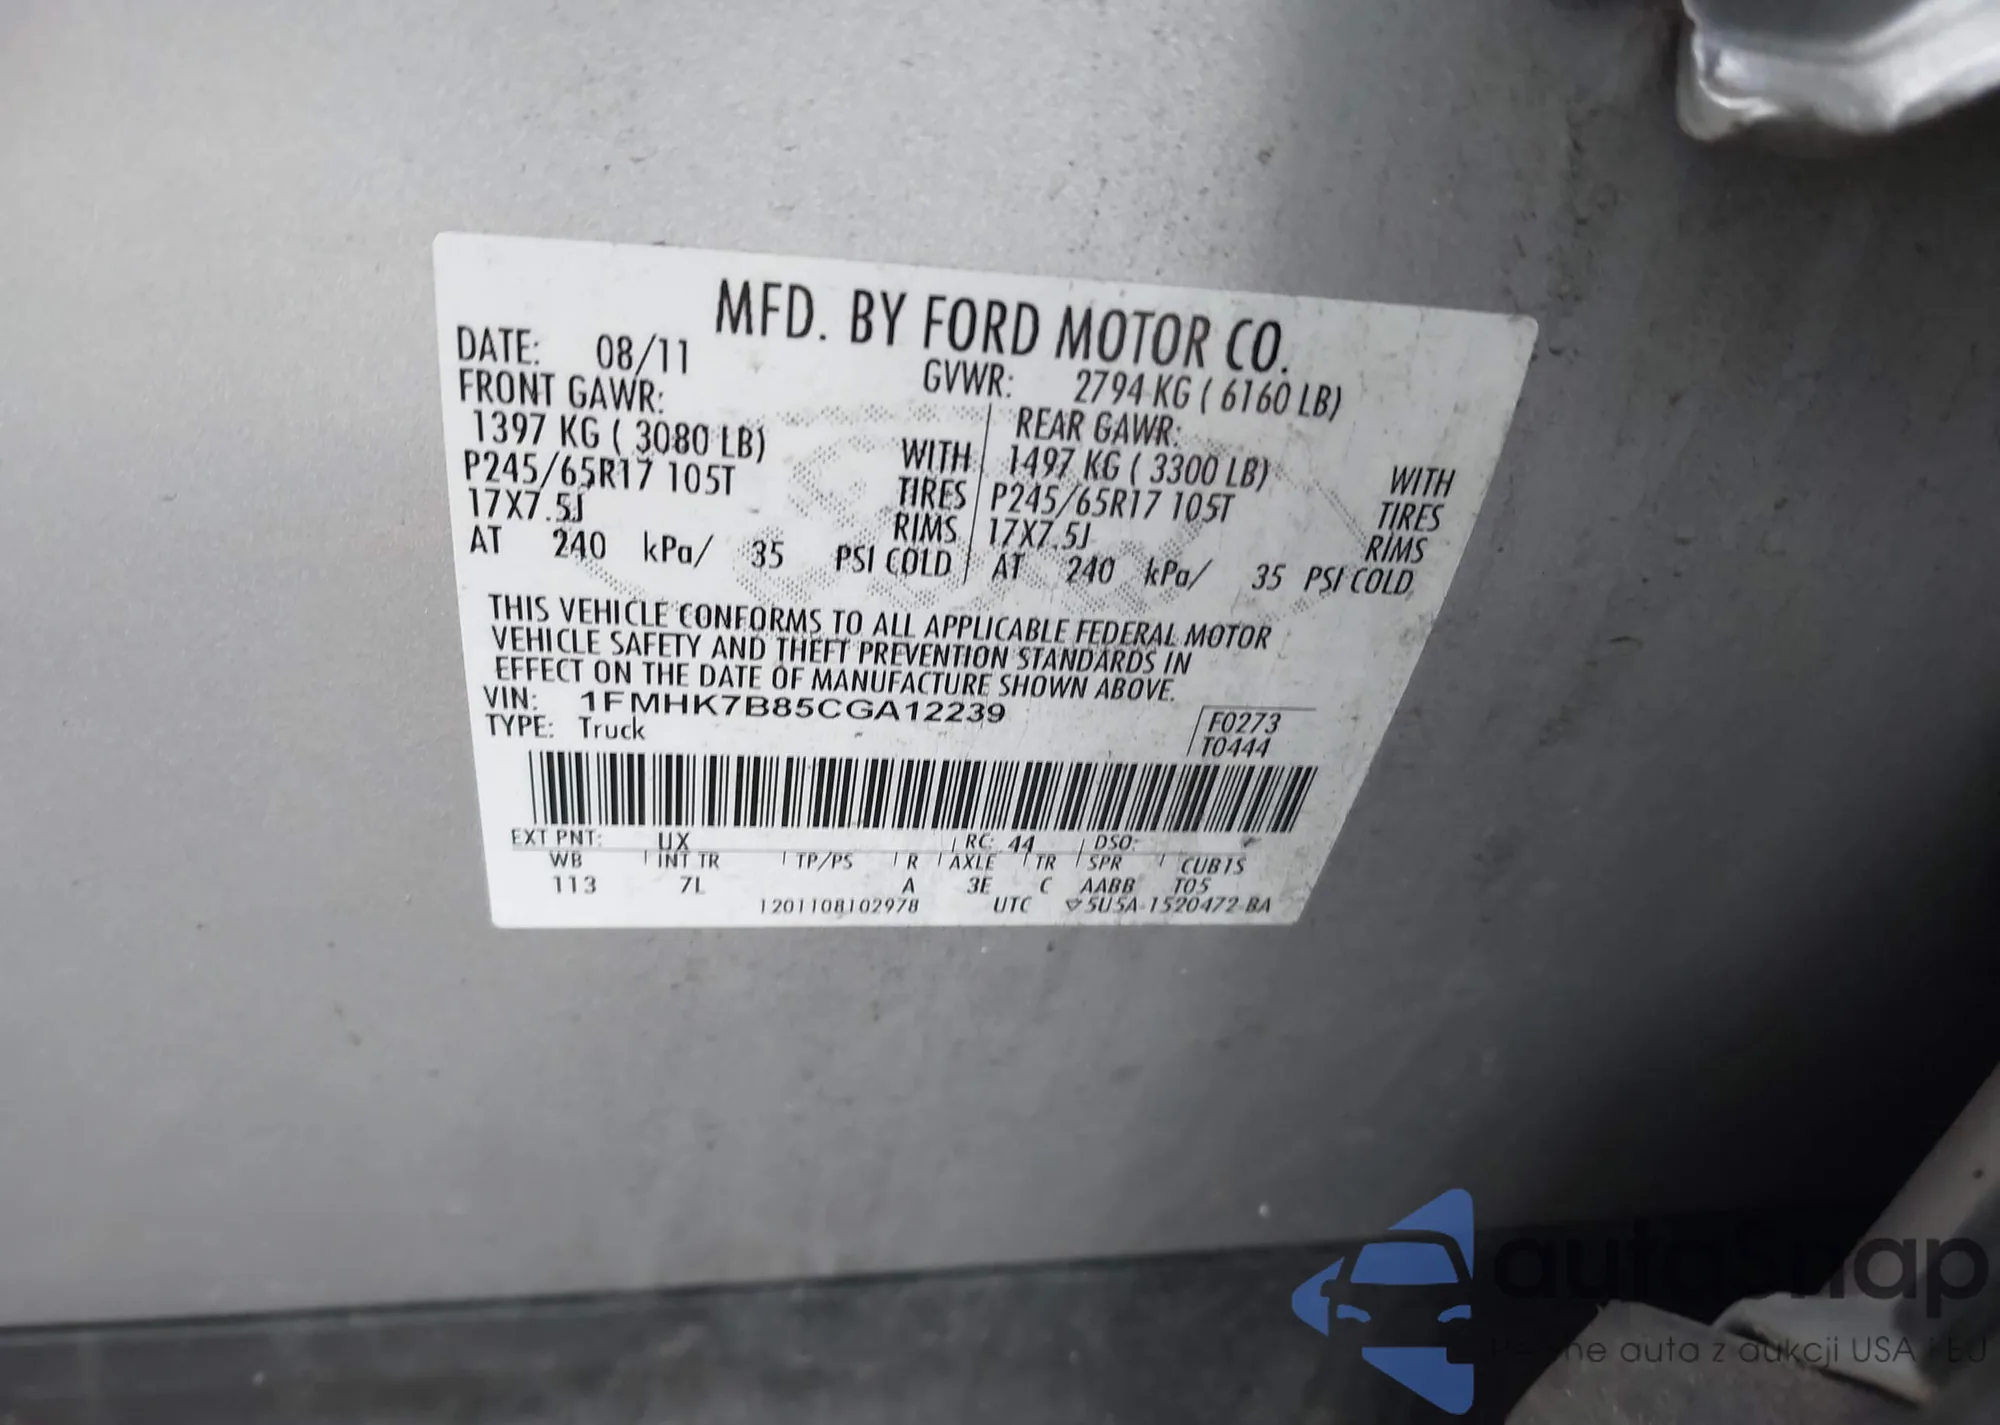 MFD. BY FORD MOTOR CO.
DATE: 08/11 GVWR: 2794 KG ( 6160 LB)
FRONT GAWR: REAR GAWR:
1397 KG ( 3080 LB) WITH 1497 KG ( 3300 LB) WITH
P245/65R17 105T TIRES P245/65R17 105T TIRES
17X7.5J RIMS 17X7.5J RIMS
AT 240 kPa/ 35 PSI COLD AT 240 kPa/ 35 PSI COLD
THIS VEHICLE CONFORMS TO ALL APPLICABLE FEDERAL MOTOR
VEHICLE SAFETY AND THEFT PREVENTION STANDARDS IN
EFFECT ON THE DATE OF MANUFACTURE SHOWN ABOVE.
VIN: 1FMHK7B85CGA12239
TYPE: Truck
F0273
T0444
EXT PNT: UX RC: 44 DSO:
WB INT TR TP/PS R AXLE TR SPR CUBTS
113 7L A 3E C AABB T05
1201108102978 UTC ▽5U5A-1520472-BA
autosnap
auta z aukcji USA i EU